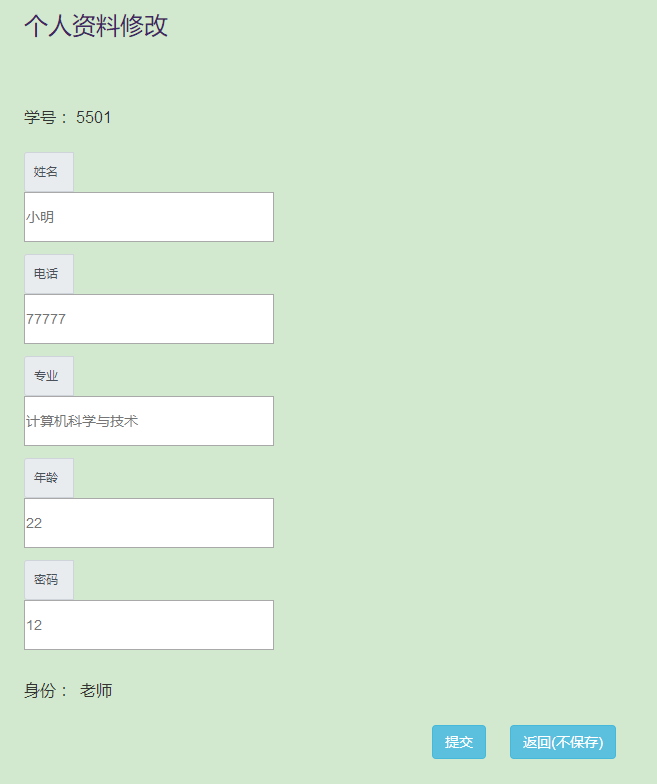 个人资料修改
学号： 5501
姓名
小明
电话
77777
专业
计算机科学与技术
年龄
22
密码
12
身份： 老师
提交 返回(不保存)